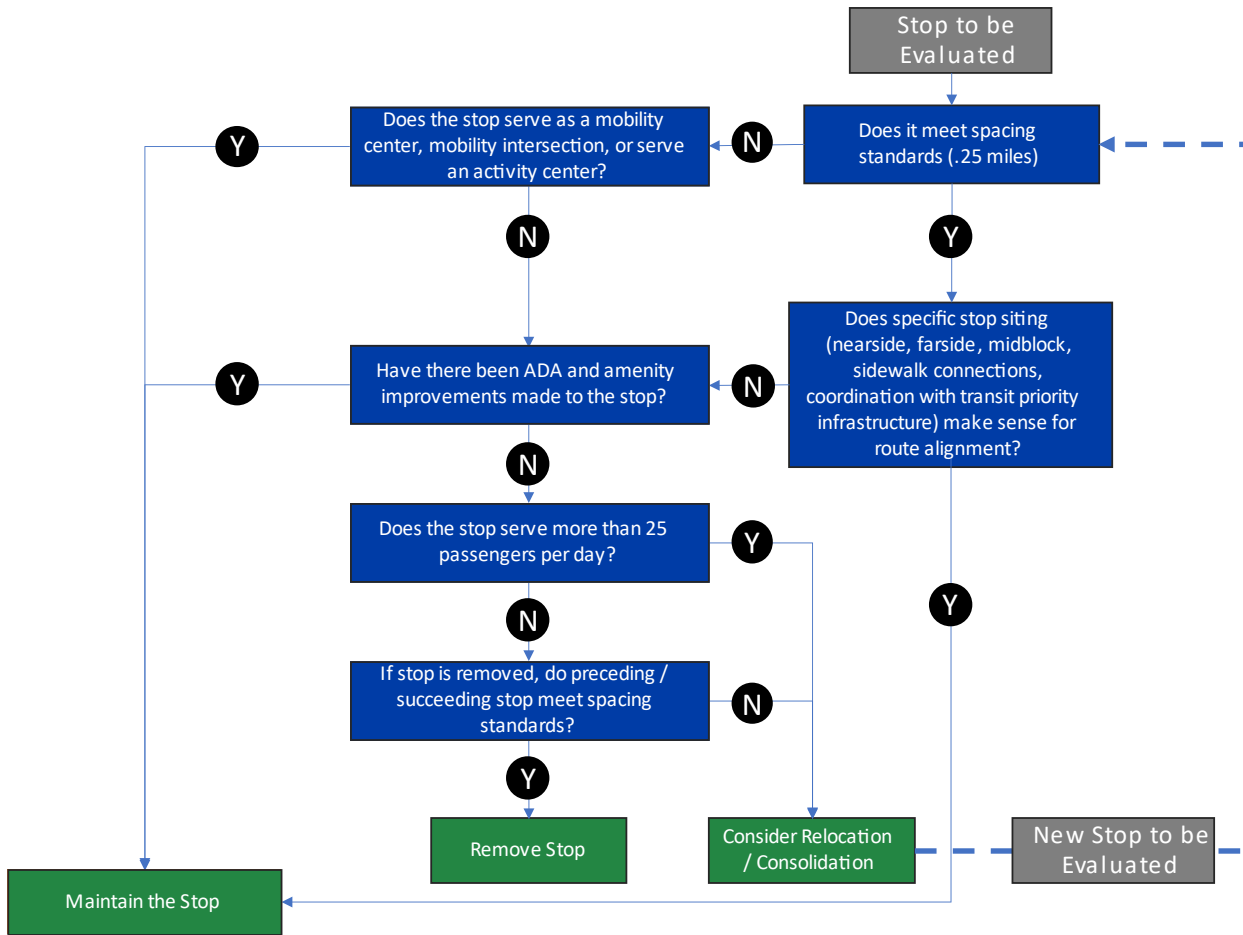 Stop to be
Evaluated
Does the stop serve as a mobility
center, mobility intersection, or serve
an activity center?
Does it meet spacing
standards (.25 miles)
Y
N
N
Y
Does specific stop siting
(nearside, farside, midblock,
sidewalk connections,
coordination with transit priority
infrastructure) make sense for
route alignment?
Have there been ADA and amenity
improvements made to the stop?
Y
N
N
Does the stop serve more than 25
passengers per day?
Y
N
Y
If stop is removed, do preceding /
succeeding stop meet spacing
standards?
N
Y
Remove Stop
Consider Relocation
/ Consolidation
New Stop to be
Evaluated
Maintain the Stop